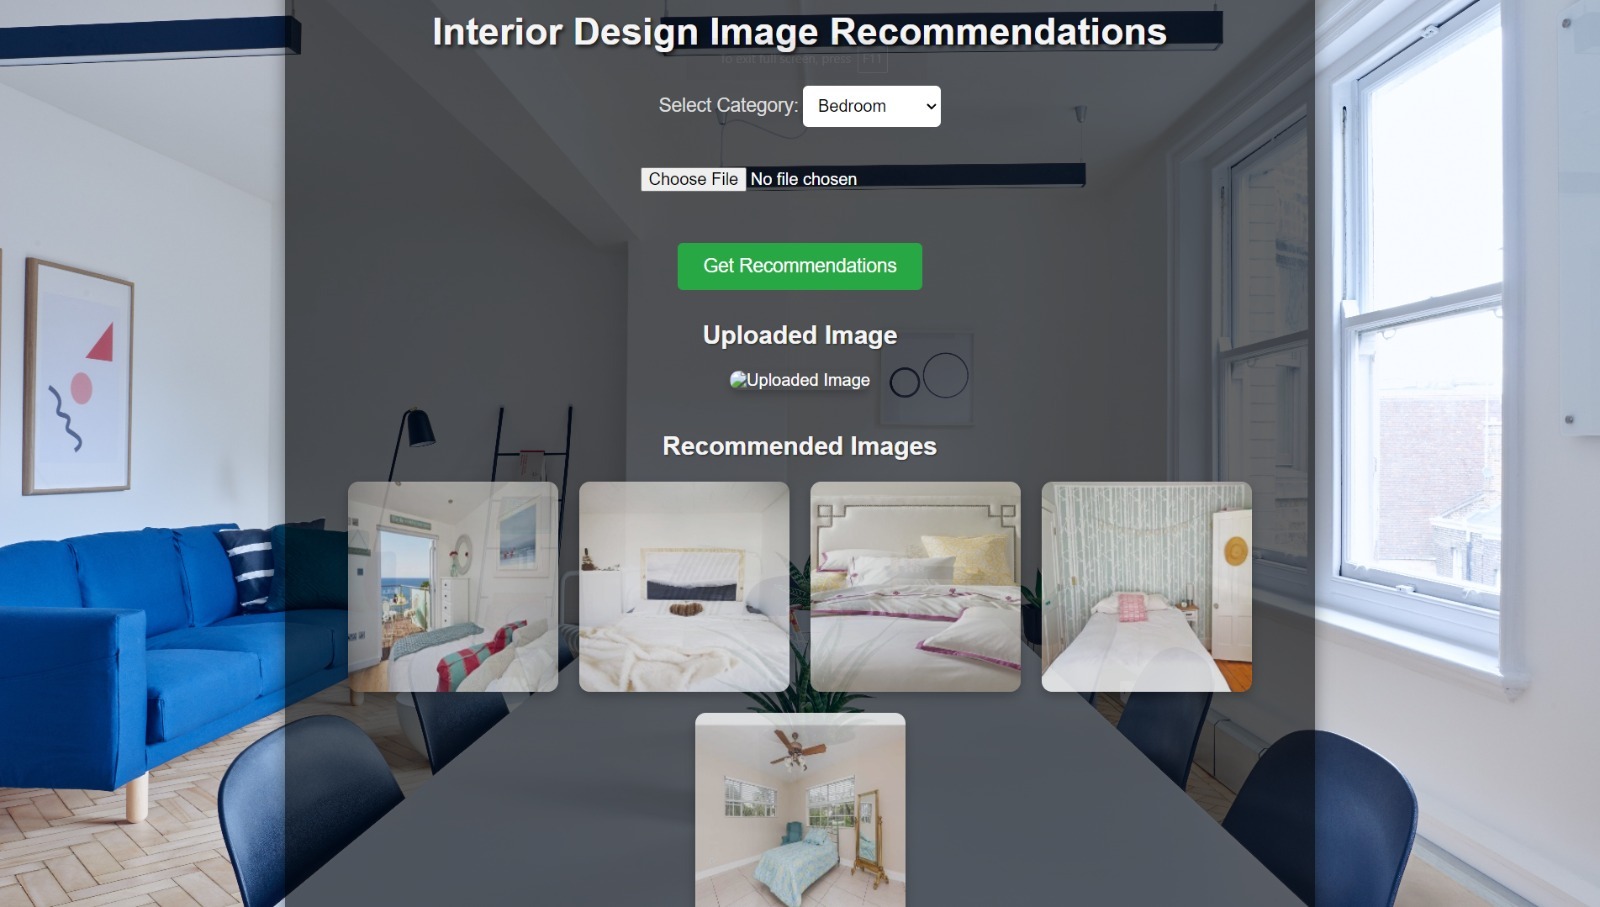 Interior Design Image Recommendations
To exit full screen, press F11
Select Category: Bedroom
Choose File No file chosen
Get Recommendations
Uploaded Image
Uploaded Image
Recommended Images